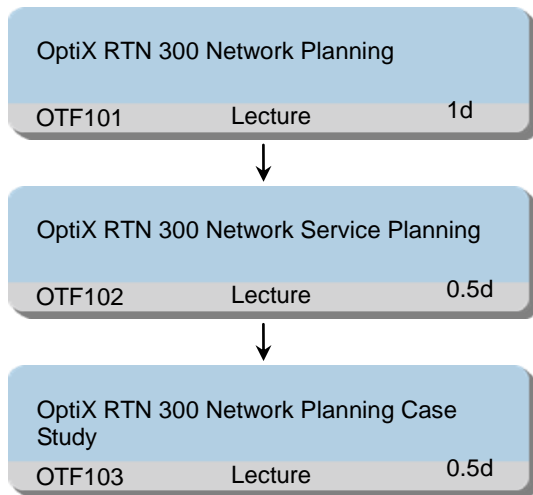 OptiX RTN 300 Network Planning
OTF101 Lecture 1d
OptiX RTN 300 Network Service Planning
OTF102 Lecture 0.5d
OptiX RTN 300 Network Planning Case
Study
OTF103 Lecture 0.5d